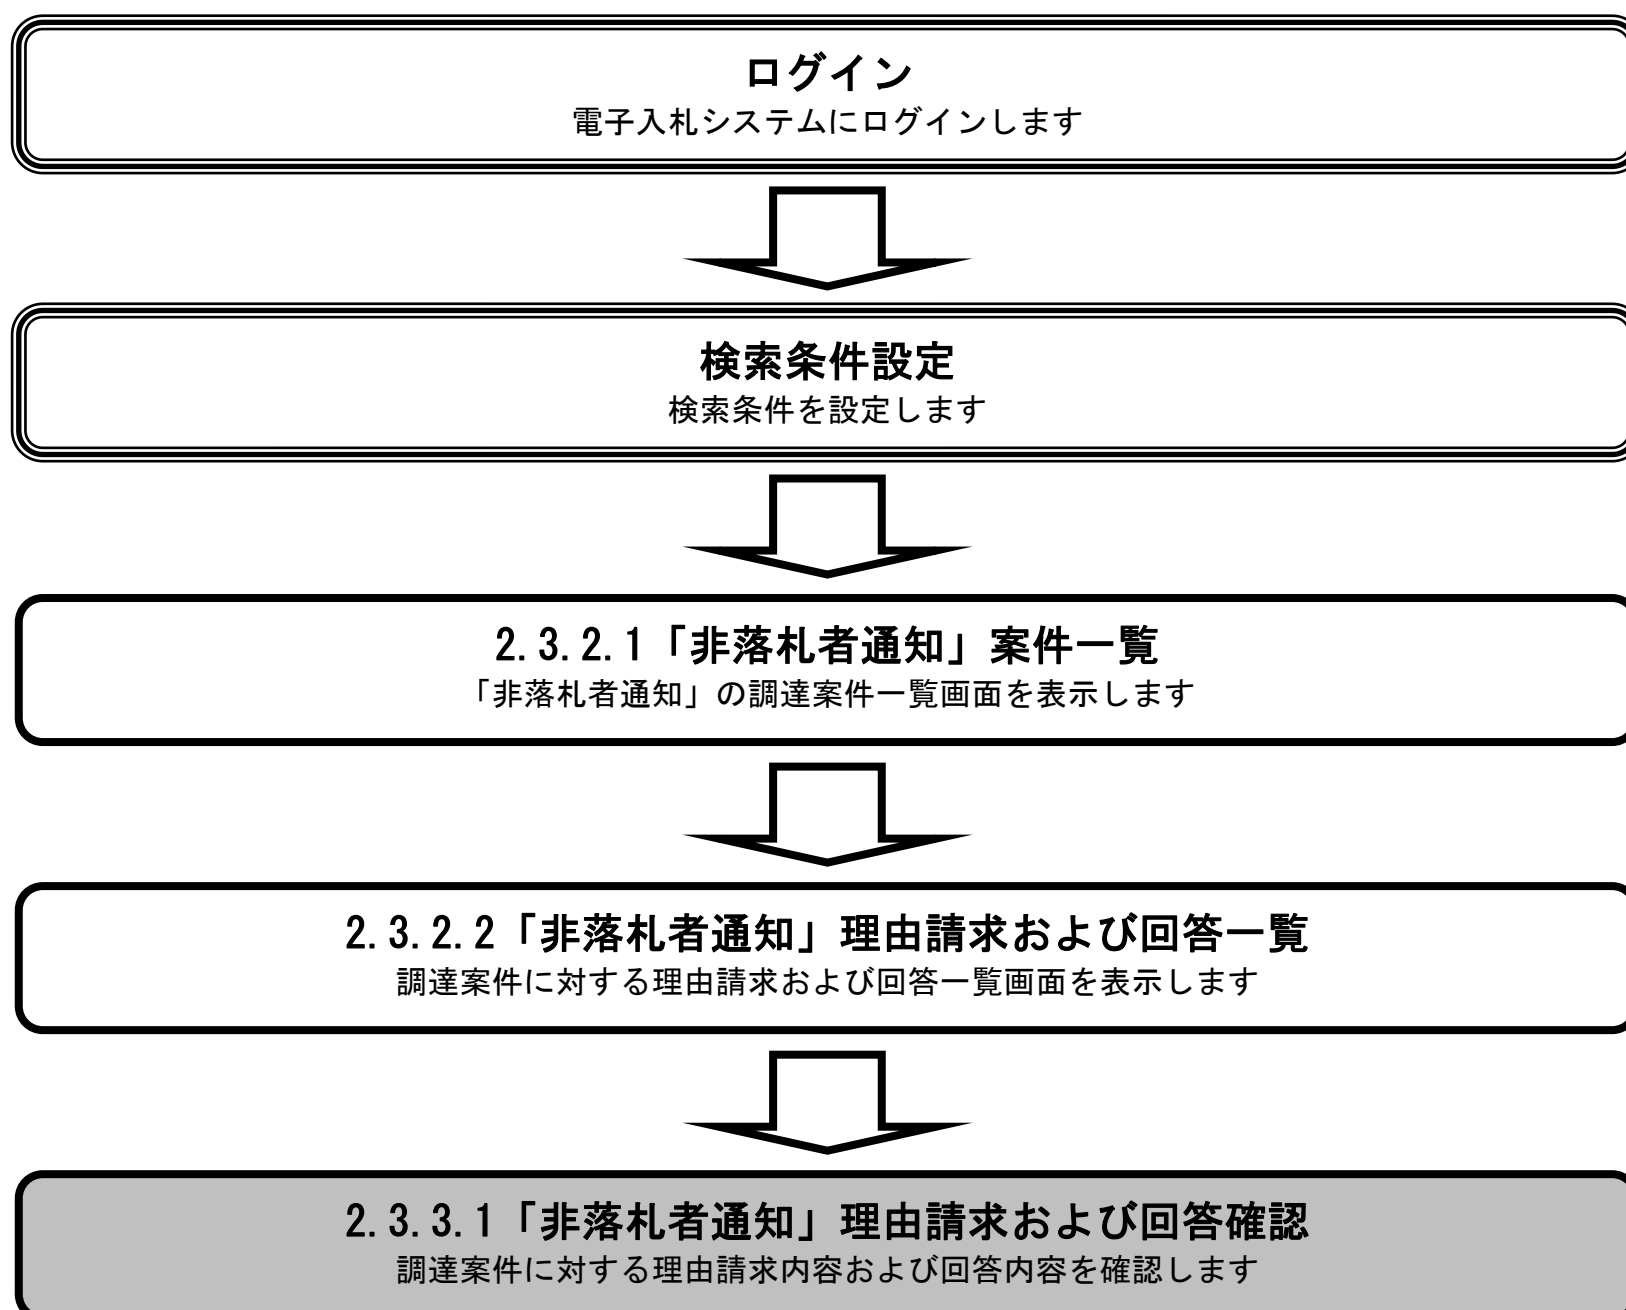 ログイン
電子入札システムにログインします
検索条件設定
検索条件を設定します
2.3.2.1「非落札者通知」案件一覧
「非落札者通知」の調達案件一覧画面を表示します
2.3.2.2「非落札者通知」理由請求および回答一覧
調達案件に対する理由請求および回答一覧画面を表示します
2.3.3.1「非落札者通知」理由請求および回答確認
調達案件に対する理由請求内容および回答内容を確認します